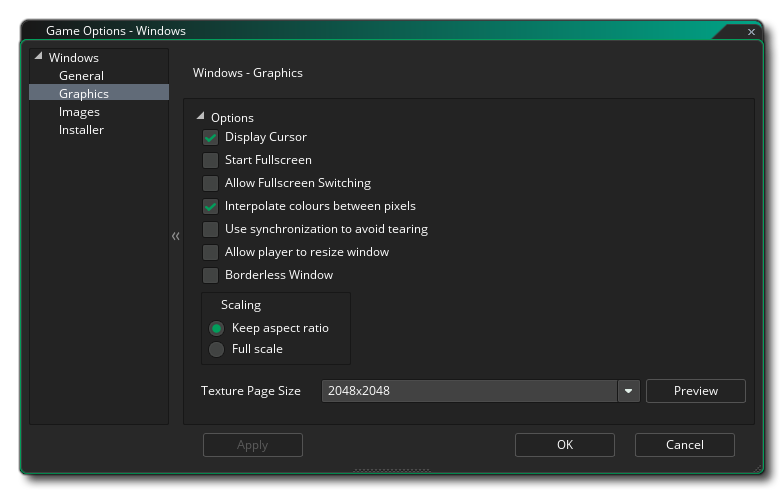 Game Options - Windows
Windows
General
Graphics
Images
Installer
Windows - Graphics
Options
Display Cursor
Start Fullscreen
Allow Fullscreen Switching
Interpolate colours between pixels
Use synchronization to avoid tearing
Allow player to resize window
Borderless Window
Scaling
Keep aspect ratio
Full scale
Texture Page Size 2048x2048 Preview
Apply OK Cancel